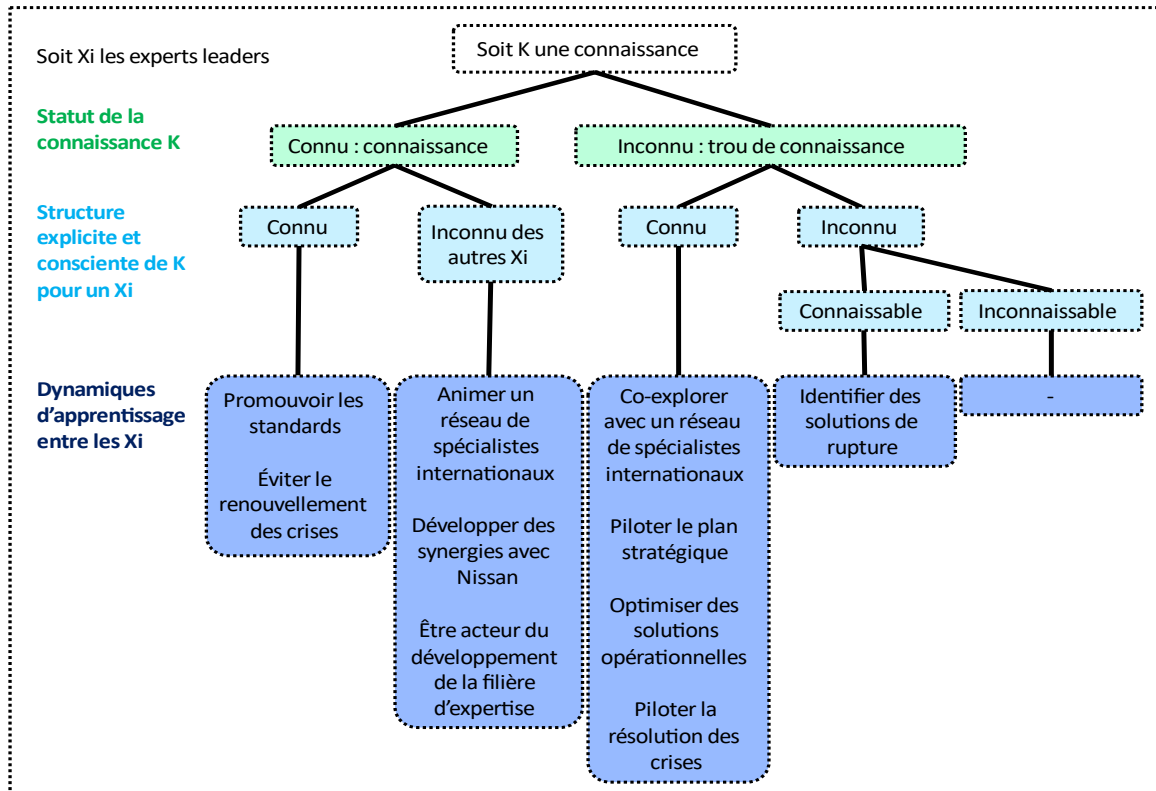 Soit Xi les experts leaders
Soit K une connaissance
Statut de la
connaissance K
Connu : connaissance
Inconnu : trou de connaissance
Structure
explicite et
consciente de K
pour un Xi
Connu
Inconnu des
autres Xi
Connu
Inconnu
Connaissable
Inconnaissable
Dynamiques
d'apprentissage
entre les Xi
Promouvoir les
standards
Éviter le
renouvellement
des crises
Animer un
réseau de
spécialistes
internationaux
Développer des
synergies avec
Nissan
Être acteur du
développement
de la filière
d'expertise
Co-explorer
avec un réseau
de spécialistes
internationaux
Piloter le plan
stratégique
Optimiser des
solutions
opérationnelles
Piloter la
résolution des
crises
Identifier des
solutions de
rupture
-